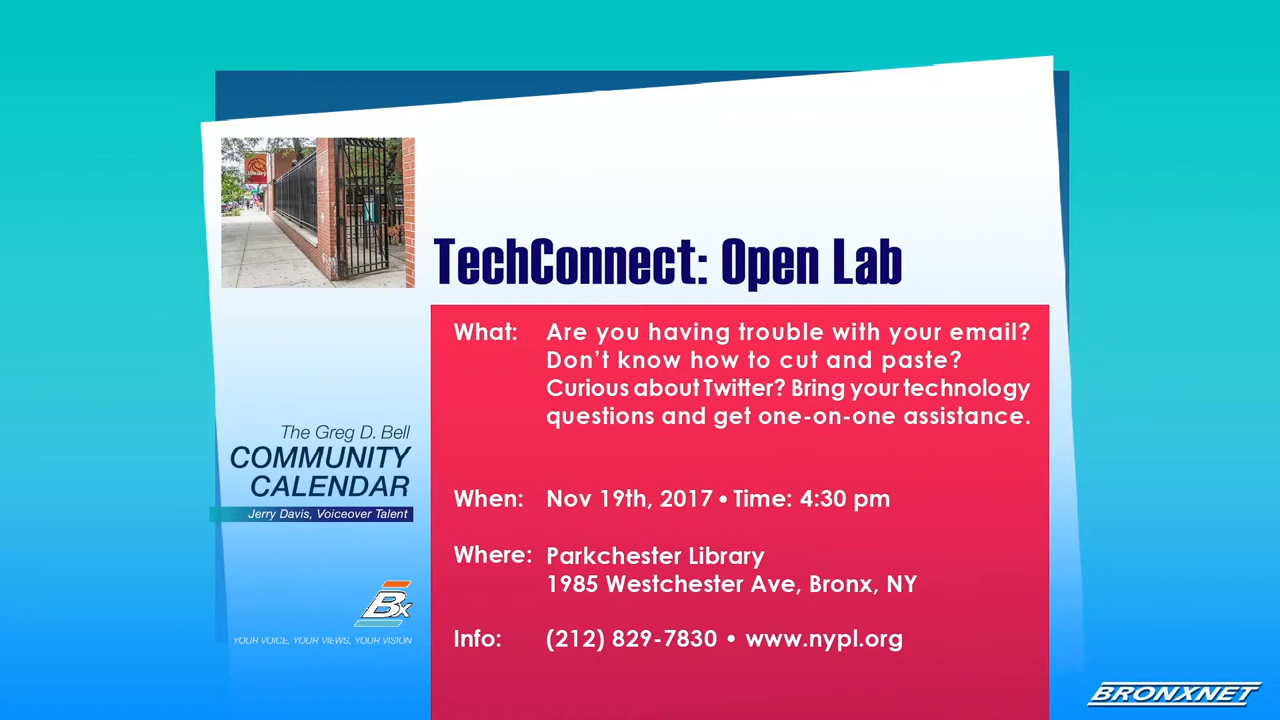 Library
TechConnect: Open Lab
What: Are you having trouble with your email?
Don't know how to cut and paste?
Curious about Twitter? Bring your technology
questions and get one-on-one assistance.
When: Nov 19th, 2017 • Time: 4:30 pm
Where: Parkchester Library
1985 Westchester Ave, Bronx, NY
Info: (212) 829-7830 • www.nypl.org
The Greg D. Bell
COMMUNITY
CALENDAR
Jerry Davis, Voiceover Talent
Bx
YOUR VOICE, YOUR VIEWS, YOUR VISION
BRONXNET